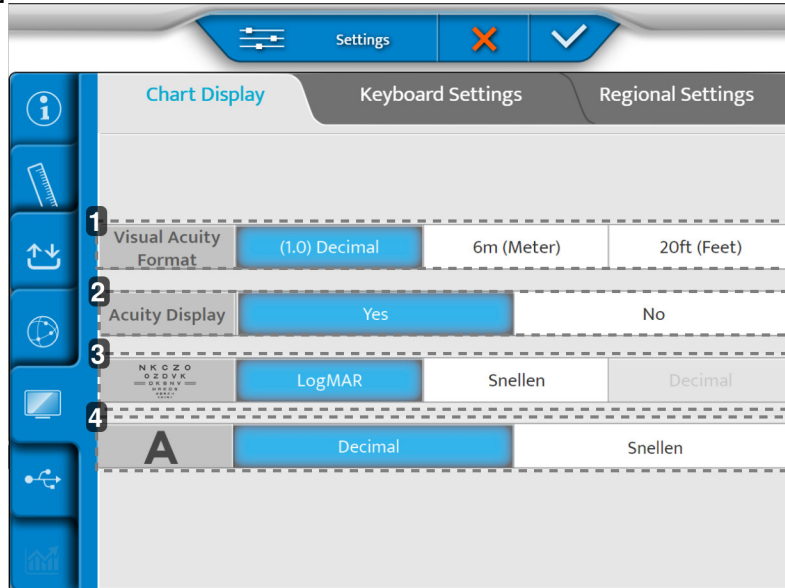 Settings
Chart Display Keyboard Settings Regional Settings
1
Visual Acuity Format (1.0) Decimal 6m (Meter) 20ft (Feet)
2
Acuity Display Yes No
3
N K C Z O
O Z D V K
LogMAR Snellen Decimal
4
A Decimal Snellen